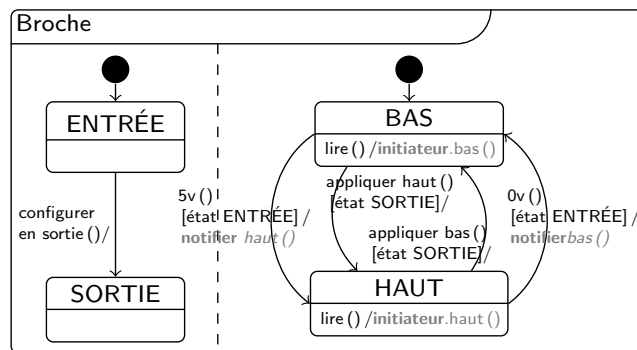 Broche
ENTRÉE
configurer
en sortie ()/
SORTIE
BAS
lire () /initiateur.bas ()
5v ()
[état ENTRÉE] /
notifier haut ()
appliquer haut ()
[état SORTIE]/
appliquer bas ()
[état SORTIE]/
0v ()
[état ENTRÉE] /
notifierbas ()
HAUT
lire () /initiateur.haut ()